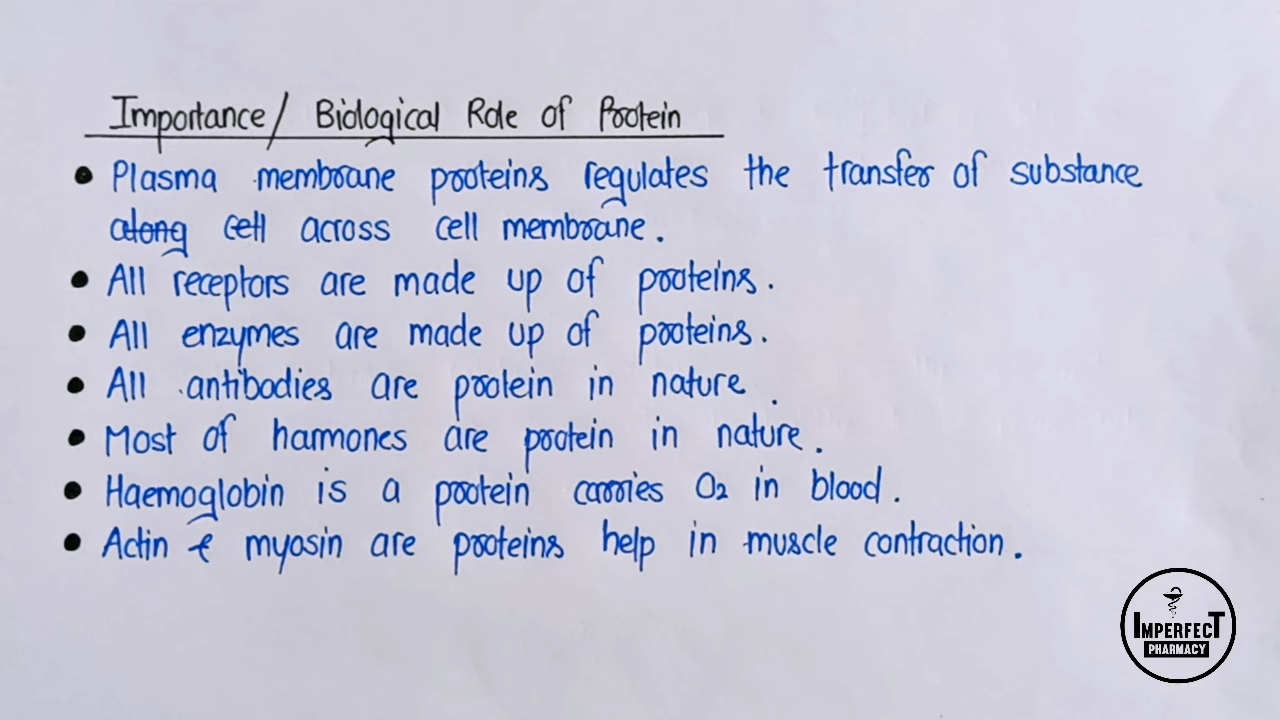 Importance/ Biological Role of Protein
• Plasma membrane proteins regulates the transfer of substance
along cell across cell membrane.
• All receptors are made up of proteins.
• All enzymes are made up of proteins.
• All antibodies are protein in nature.
• Most of harmones are protein in nature.
• Haemoglobin is a protein carries O₂ in blood.
• Actin & myosin are proteins help in muscle contraction.
IMPERFECT
PHARMACY